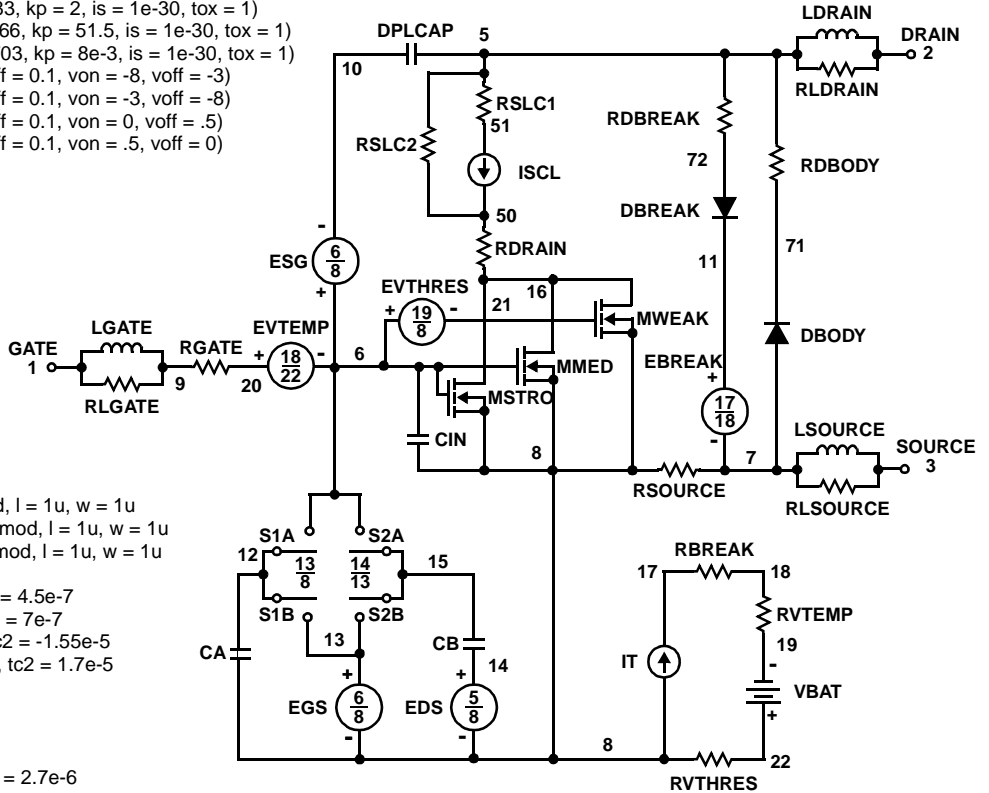 33, kp = 2, is = 1e-30, tox = 1)
66, kp = 51.5, is = 1e-30, tox = 1)
03, kp = 8e-3, is = 1e-30, tox = 1)
ff = 0.1, von = -8, voff = -3)
ff = 0.1, von = -3, voff = -8)
ff = 0.1, von = 0, voff = .5)
ff = 0.1, von = .5, voff = 0)
DPLCAP
5
10
LDRAIN
DRAIN
2
RLDRAIN
RSLC1
51
RSLC2
ISCL
50
RDBREAK
72
RDBODY
DBREAK
71
11
RDRAIN
ESG
6
8
-
+
EVTHRES
+
19
8
-
16
21
MWEAK
LGATE
GATE
1
RLGATE
9
RGATE
20
EVTEMP
+
18
22
-
6
MMED
MSTRO
EBREAK
+
17
18
-
DBODY
CIN
8
RSOURCE
7
LSOURCE
SOURCE
3
RLSOURCE
d, l = 1u, w = 1u
mod, l = 1u, w = 1u
mod, l = 1u, w = 1u
= 4.5e-7
= 7e-7
c2 = -1.55e-5
, tc2 = 1.7e-5
= 2.7e-6
S1A
S2A
12
13
8
14
13
15
S1B
S2B
13
CA
CB
14
+
EGS
6
8
-
+
EDS
5
8
-
8
RBREAK
17
18
RVTEMP
19
-
IT
VBAT
+
22
RVTHRES